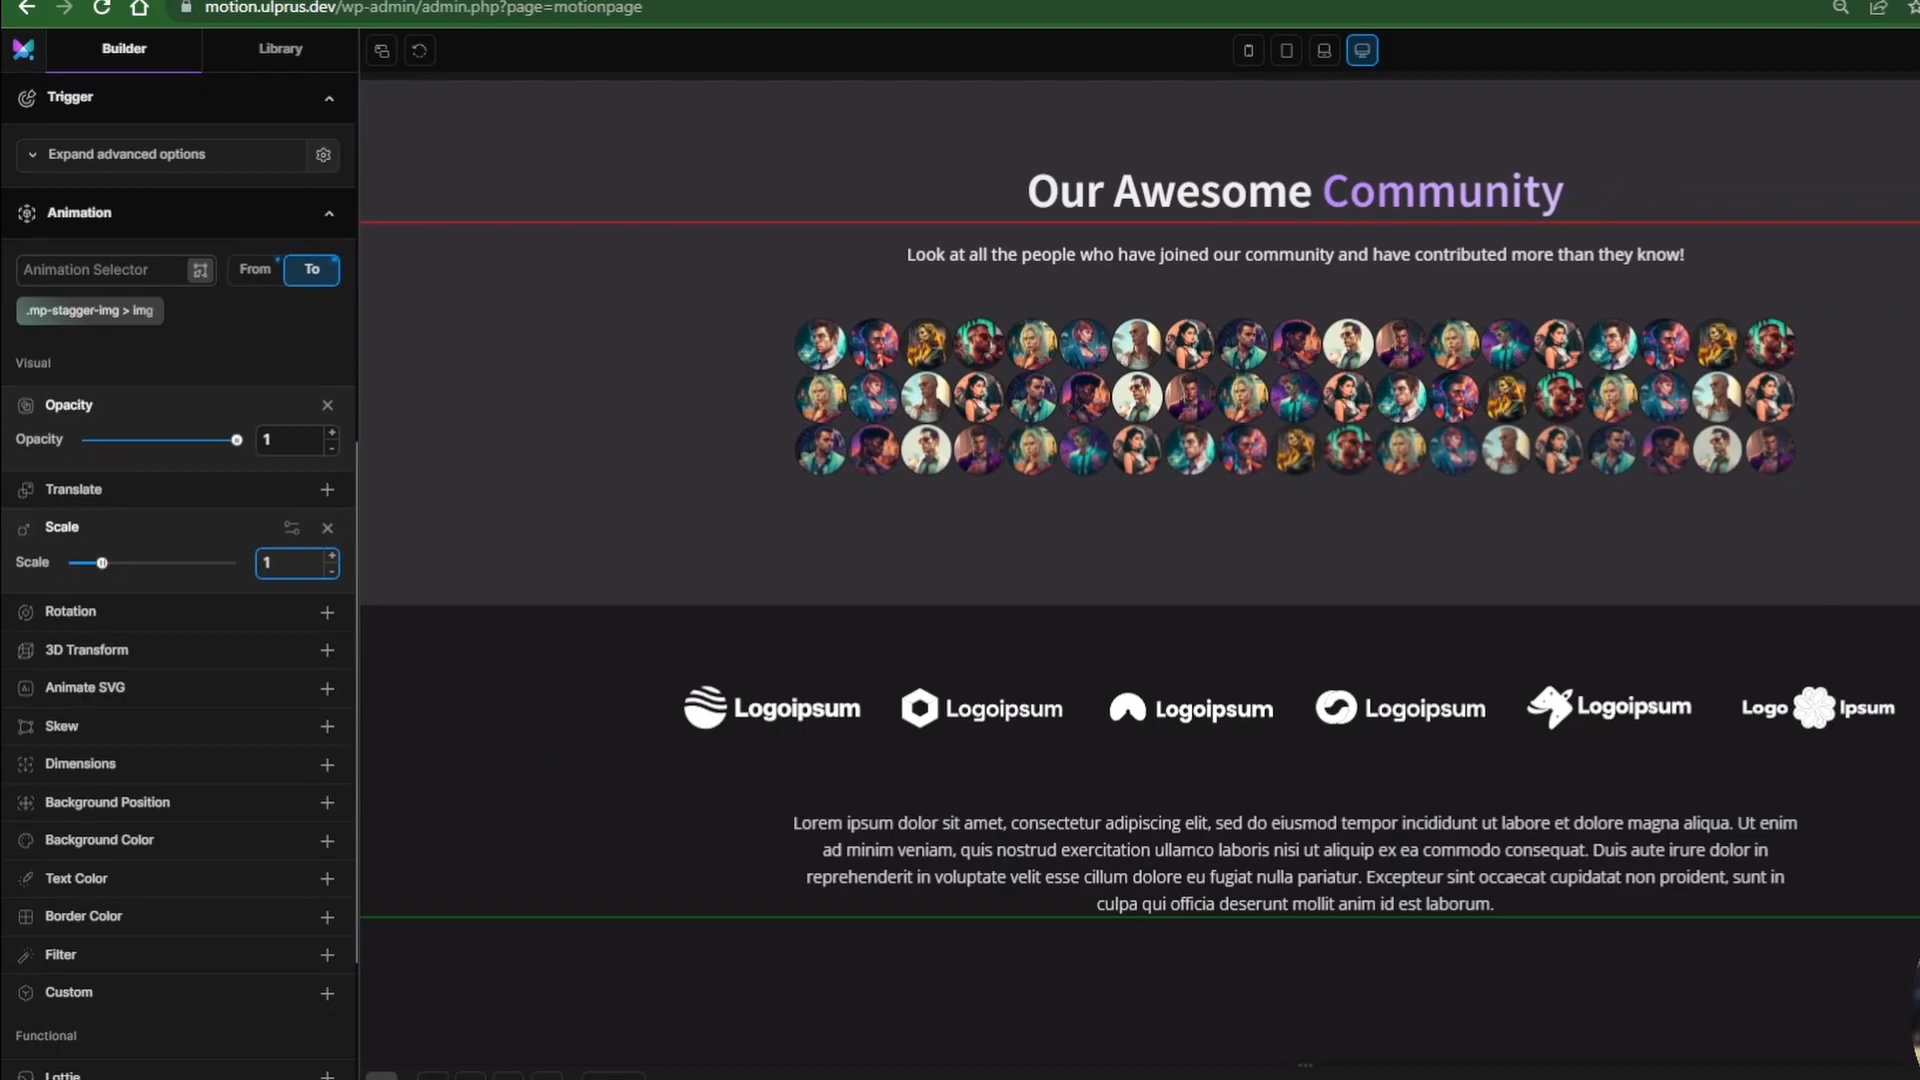 motion.ulprus.dev/wp-admin/admin.php?page=motionpage
Builder
Library
Trigger
Expand advanced options
Animation
Animation Selector
From
To
.mp-stagger-img > img
Visual
Opacity
Opacity
1
Translate
Scale
Scale
1
Rotation
3D Transform
Animate SVG
Skew
Dimensions
Background Position
Background Color
Text Color
Border Color
Filter
Custom
Functional
Lottie
Our Awesome Community
Look at all the people who have joined our community and have contributed more than they know!
Logoipsum
Logoipsum
Logoipsum
Logoipsum
Logoipsum
Logo Ipsum
Lorem ipsum dolor sit amet, consectetur adipiscing elit, sed do eiusmod tempor incididunt ut labore et dolore magna aliqua. Ut enim
ad minim veniam, quis nostrud exercitation ullamco laboris nisi ut aliquip ex ea commodo consequat. Duis aute irure dolor in
reprehenderit in voluptate velit esse cillum dolore eu fugiat nulla pariatur. Excepteur sint occaecat cupidatat non proident, sunt in
culpa qui officia deserunt mollit anim id est laborum.